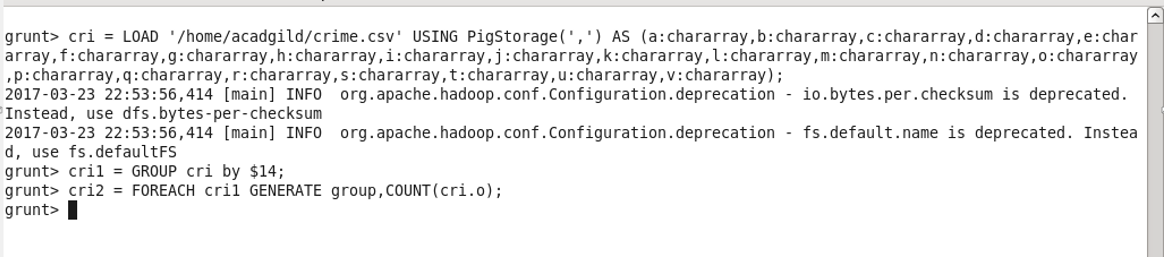 grunt> cri = LOAD '/home/acadgild/crime.csv' USING PigStorage(',') AS (a:chararray,b:chararray,c:chararray,d:chararray,e:char
array,f:chararray,g:chararray,h:chararray,i:chararray,j:chararray,k:chararray,l:chararray,m:chararray,n:chararray,o:chararray
,p:chararray,q:chararray,r:chararray,s:chararray,t:chararray,u:chararray,v:chararray);
2017-03-23 22:53:56,414 [main] INFO  org.apache.hadoop.conf.Configuration.deprecation - io.bytes.per.checksum is deprecated.
Instead, use dfs.bytes-per-checksum
2017-03-23 22:53:56,414 [main] INFO  org.apache.hadoop.conf.Configuration.deprecation - fs.default.name is deprecated. Instea
d, use fs.defaultFS
grunt> cri1 = GROUP cri by $14;
grunt> cri2 = FOREACH cri1 GENERATE group,COUNT(cri.o);
grunt>